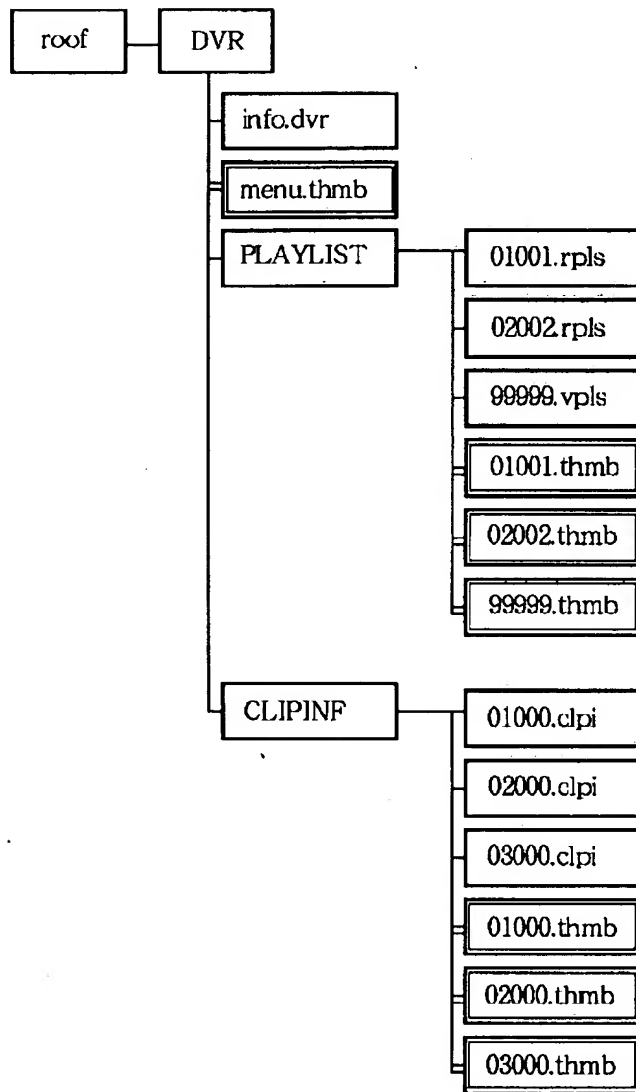 roof
DVR
info.dvr
menu.thmb
PLAYLIST
01001.rpls
02002.rpls
99999.vpls
01001.thmb
02002.thmb
99999.thmb
CLIPINF
01000.clpi
02000.clpi
03000.clpi
01000.thmb
02000.thmb
03000.thmb